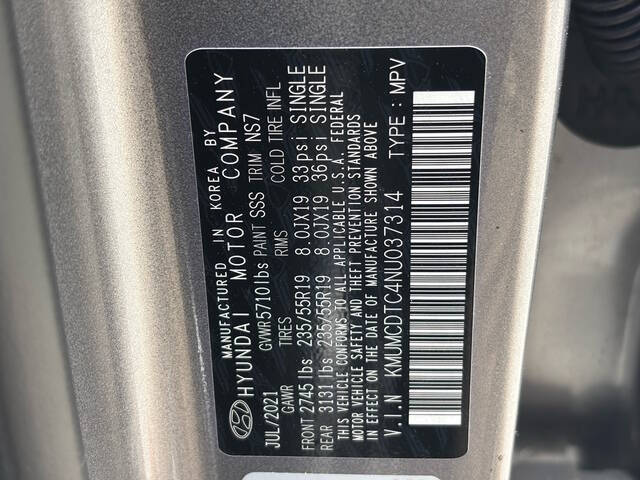 MANUFACTURED IN KOREA BY
HYUNDAI MOTOR COMPANY
JUL/2021 GVWR 5710 lbs PAINT SSS TRIM NS7
GAWR TIRES RIMS COLD TIRE INFL
FRONT 2745 lbs 235/55R19 8.0JX19 33psi SINGLE
REAR 3131 lbs 235/55R19 8.0JX19 36psi SINGLE
THIS VEHICLE CONFORMS TO ALL APPLICABLE U.S.A. FEDERAL
MOTOR VEHICLE SAFETY AND THEFT PREVENTION STANDARDS
IN EFFECT ON THE DATE OF MANUFACTURE SHOWN ABOVE
V.I.N KMUMCDTC4NU037314 TYPE : MPV